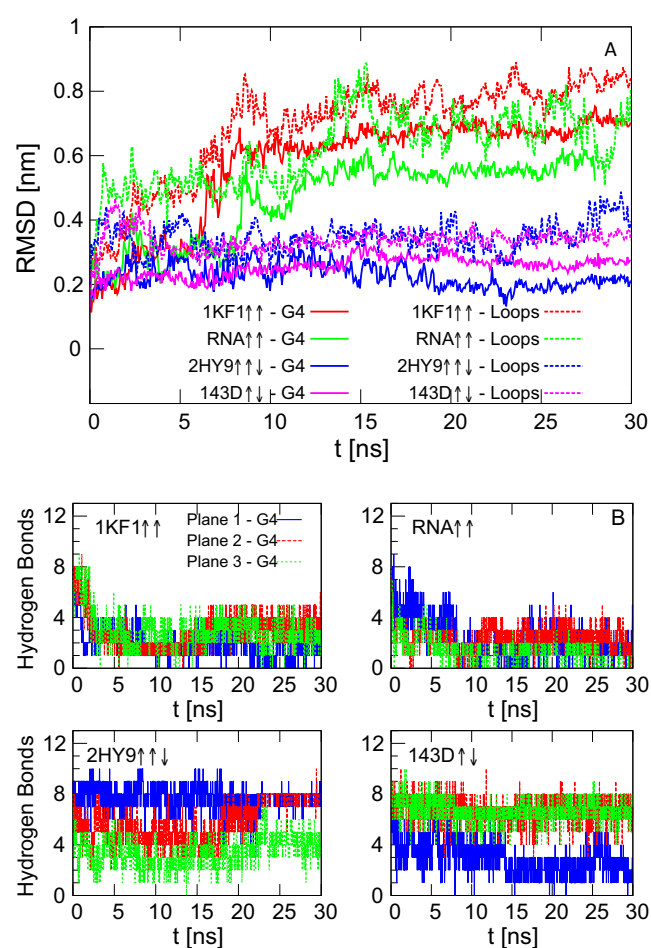 A
RMSD [nm]
1
0.8
0.6
0.4
0.2
0
1KF1↑↑ - G4
RNA↑↑ - G4
2HY9↑↑↓ - G4
143D↑↓ - G4
1KF1↑↑ - Loops
RNA↑↑ - Loops
2HY9↑↑↓ - Loops
143D↑↓ - Loops
0 5 10 15 20 25 30
t [ns]
Hydrogen Bonds
12
8
4
0
1KF1↑↑
Plane 1 - G4
Plane 2 - G4
Plane 3 - G4
0 5 10 15 20 25 30
t [ns]
B
12
8
4
0
RNA↑↑
0 5 10 15 20 25 30
t [ns]
Hydrogen Bonds
12
8
4
0
2HY9↑↑↓
0 5 10 15 20 25 30
t [ns]
12
8
4
0
143D↑↓
0 5 10 15 20 25 30
t [ns]